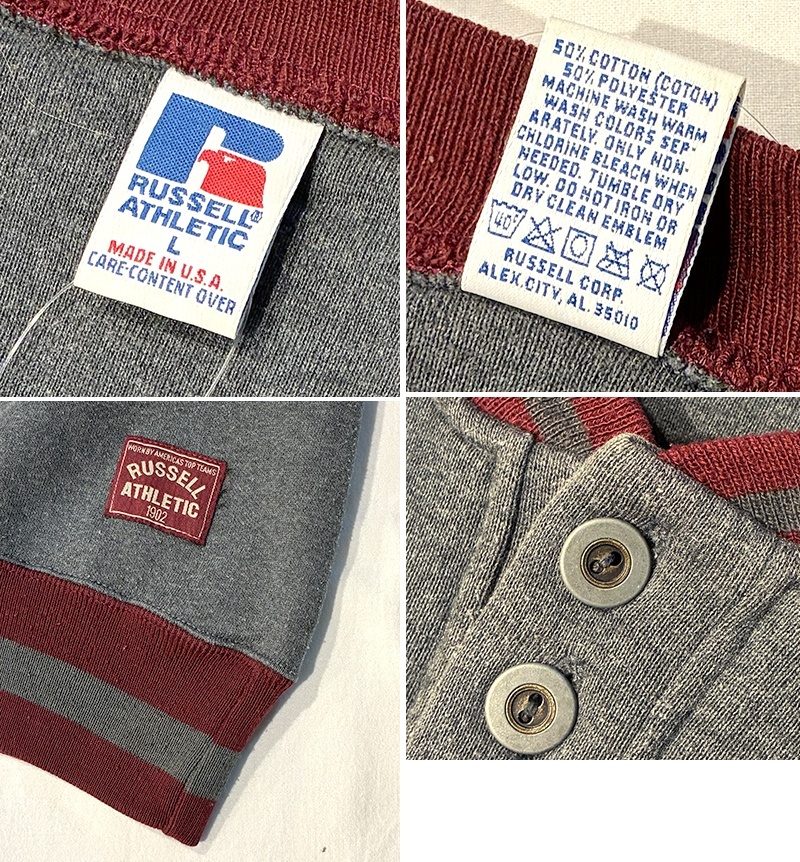 RUSSELL®
ATHLETIC
L
MADE IN U.S.A.
CARE-CONTENT OVER
50% COTTON (COTON)
50% POLYESTER
MACHINE WASH WARM
WASH COLORS SEP-
ARATELY. ONLY NON-
CHLORINE BLEACH WHEN
NEEDED. TUMBLE DRY
LOW. DO NOT IRON OR
DRY CLEAN EMBLEM
40°
RUSSELL CORP.
ALEX.CITY, AL. 35010
WORN BY AMERICA'S TOP TEAMS
RUSSELL
ATHLETIC
1902